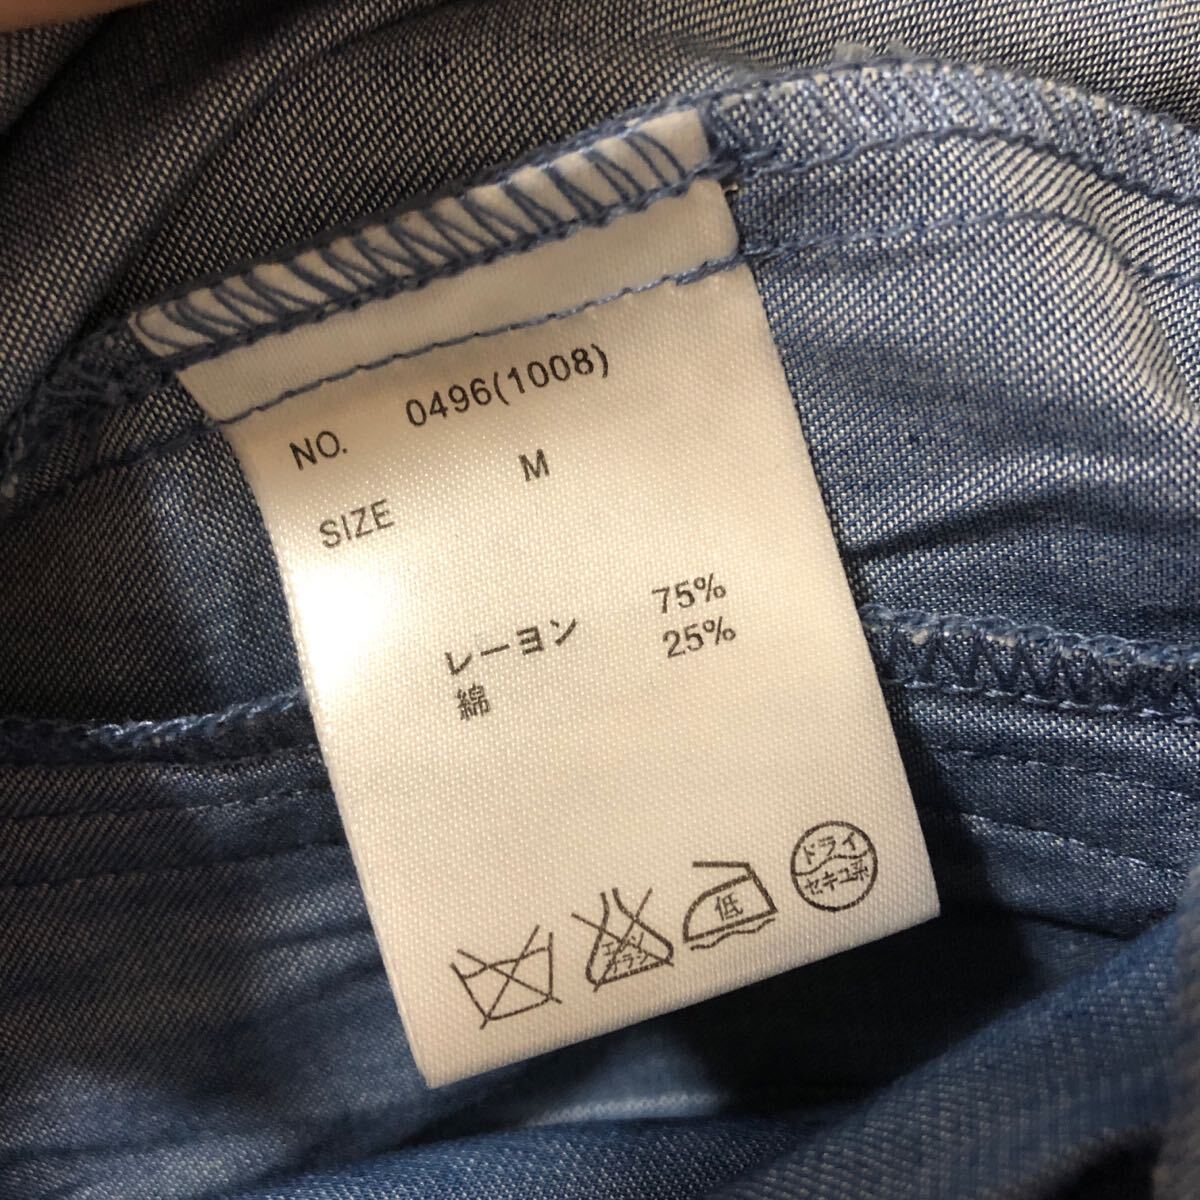 NO. 0496(1008)
SIZE M
レーヨン 75%
綿 25%
エンソ
サラシ
低
ドライ
セキユ系